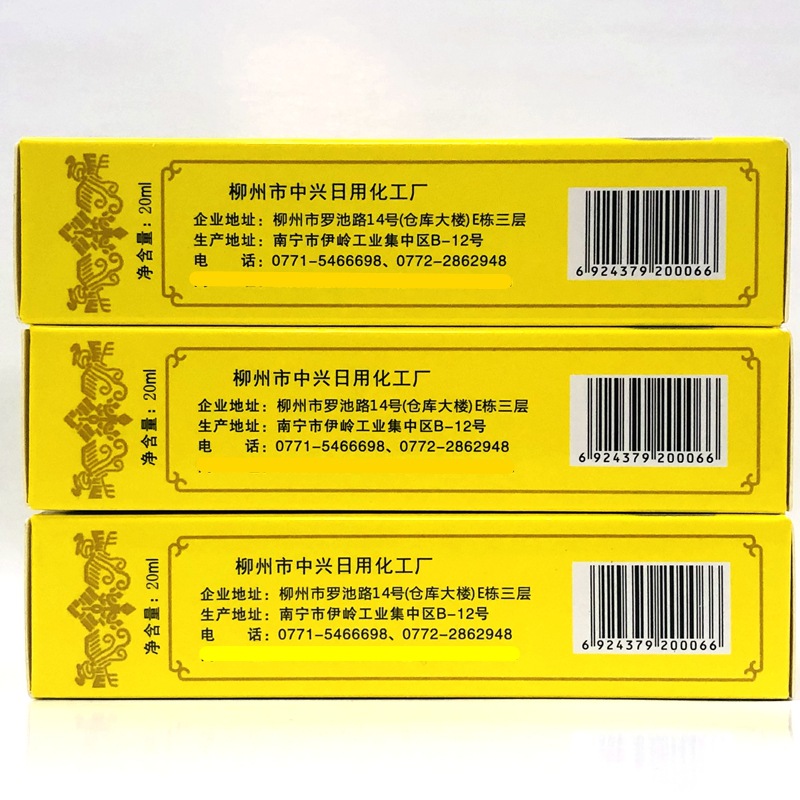 净含量：20ml
柳州市中兴日用化工厂
企业地址：柳州市罗池路14号(仓库大楼)E栋三层
生产地址：南宁市伊岭工业集中区B-12号
电 话：0771-5466698、0772-2862948
6 924379 200066
净含量：20ml
柳州市中兴日用化工厂
企业地址：柳州市罗池路14号(仓库大楼)E栋三层
生产地址：南宁市伊岭工业集中区B-12号
电 话：0771-5466698、0772-2862948
6 924379 200066
净含量：20ml
柳州市中兴日用化工厂
企业地址：柳州市罗池路14号(仓库大楼)E栋三层
生产地址：南宁市伊岭工业集中区B-12号
电 话：0771-5466698、0772-2862948
6 924379 200066